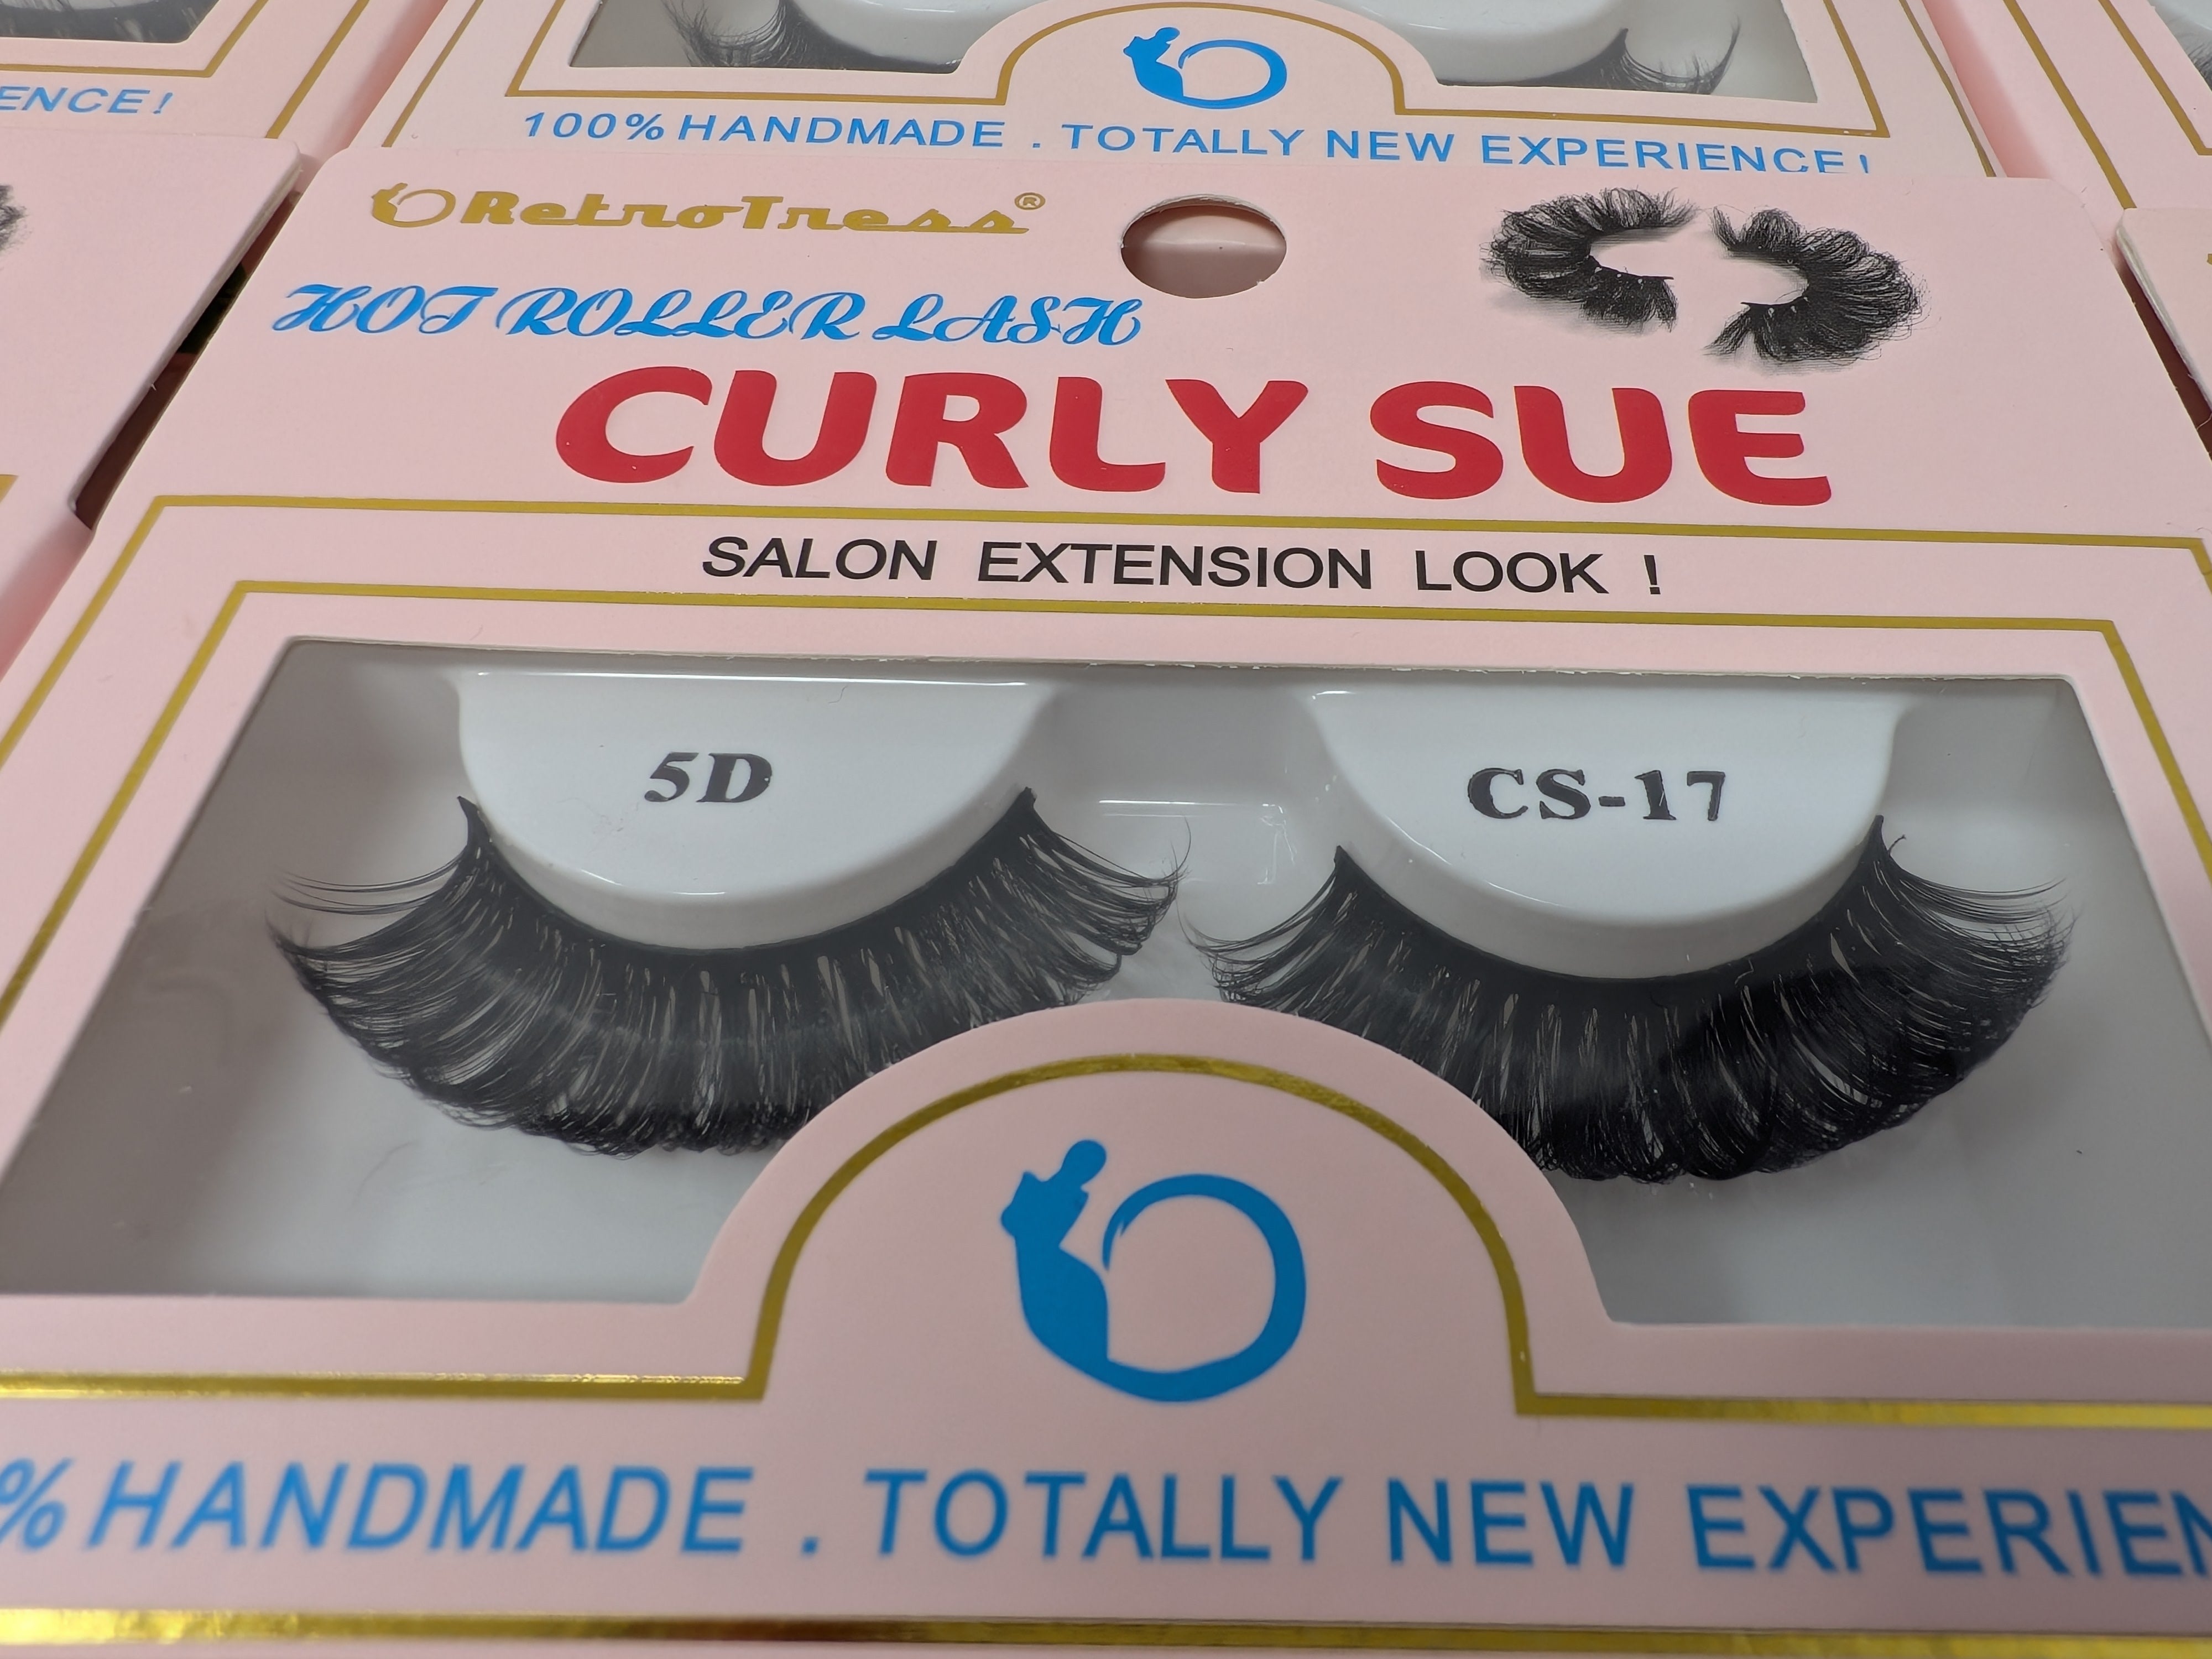 ENCE!
100% HANDMADE . TOTALLY NEW EXPERIENCE!
RetroTress®
HOT ROLLER LASH
CURLY SUE
SALON EXTENSION LOOK !
5D
CS-17
% HANDMADE . TOTALLY NEW EXPERIEN